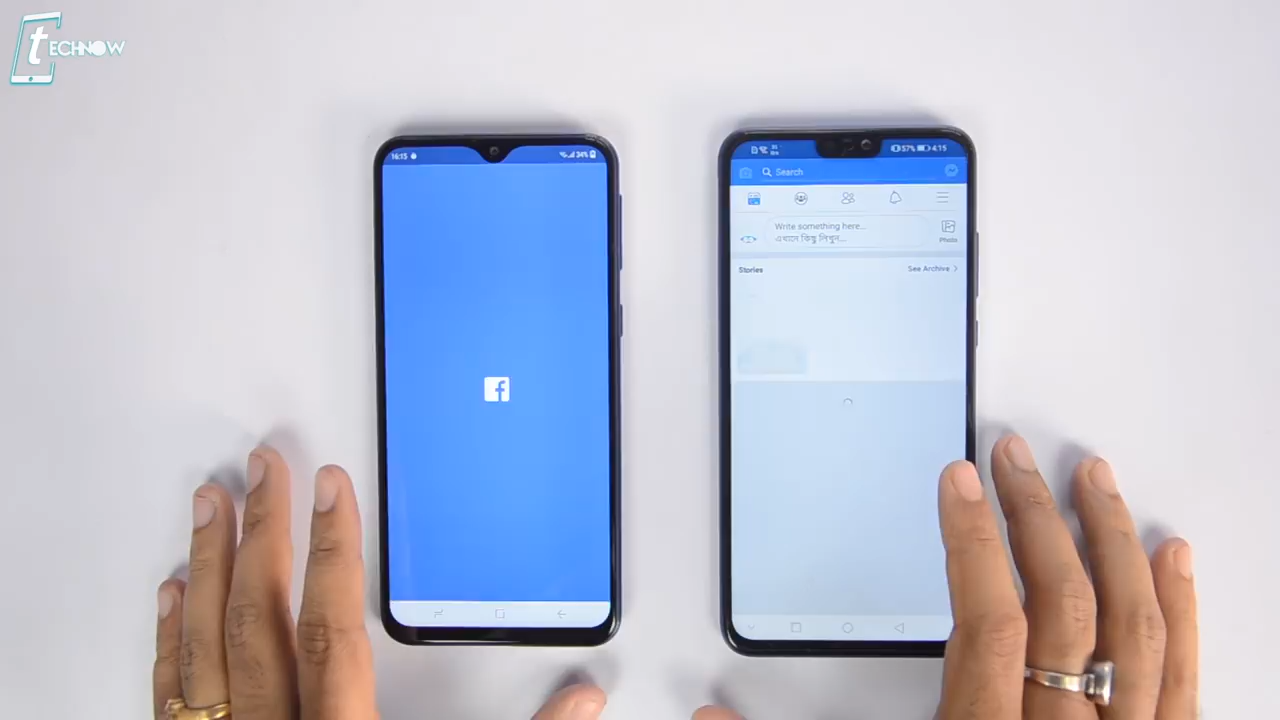 tECHNOW
16:15
34%
57%
4:15
Search
Write something here...
এখানে কিছু লিখুন...
Photo
Stories
See Archive >